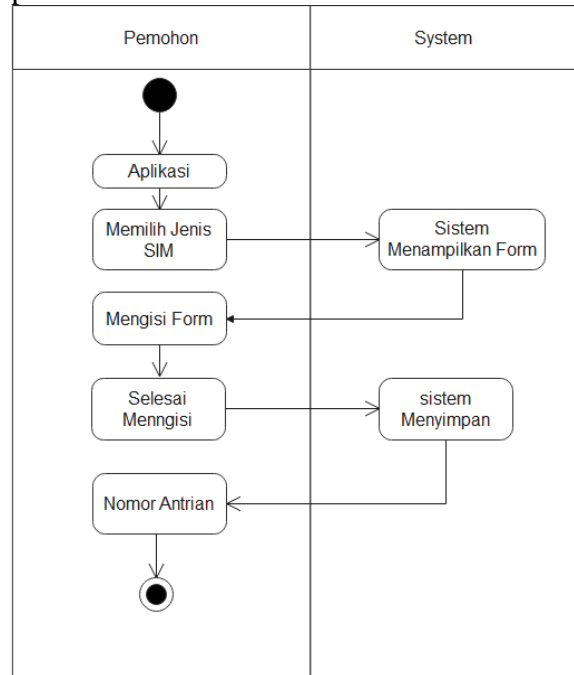 Pemohon
System
Aplikasi
Memilih Jenis
SIM
Sistem
Menampilkan Form
Mengisi Form
Selesai
Menngisi
sistem
Menyimpan
Nomor Antrian